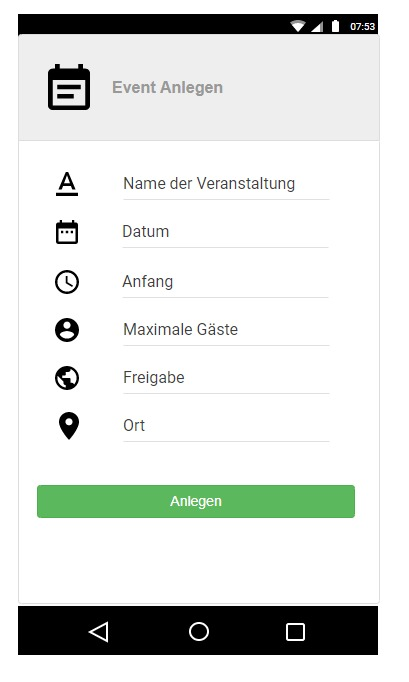 07:53
Event Anlegen
Name der Veranstaltung
Datum
Anfang
Maximale Gäste
Freigabe
Ort
Anlegen